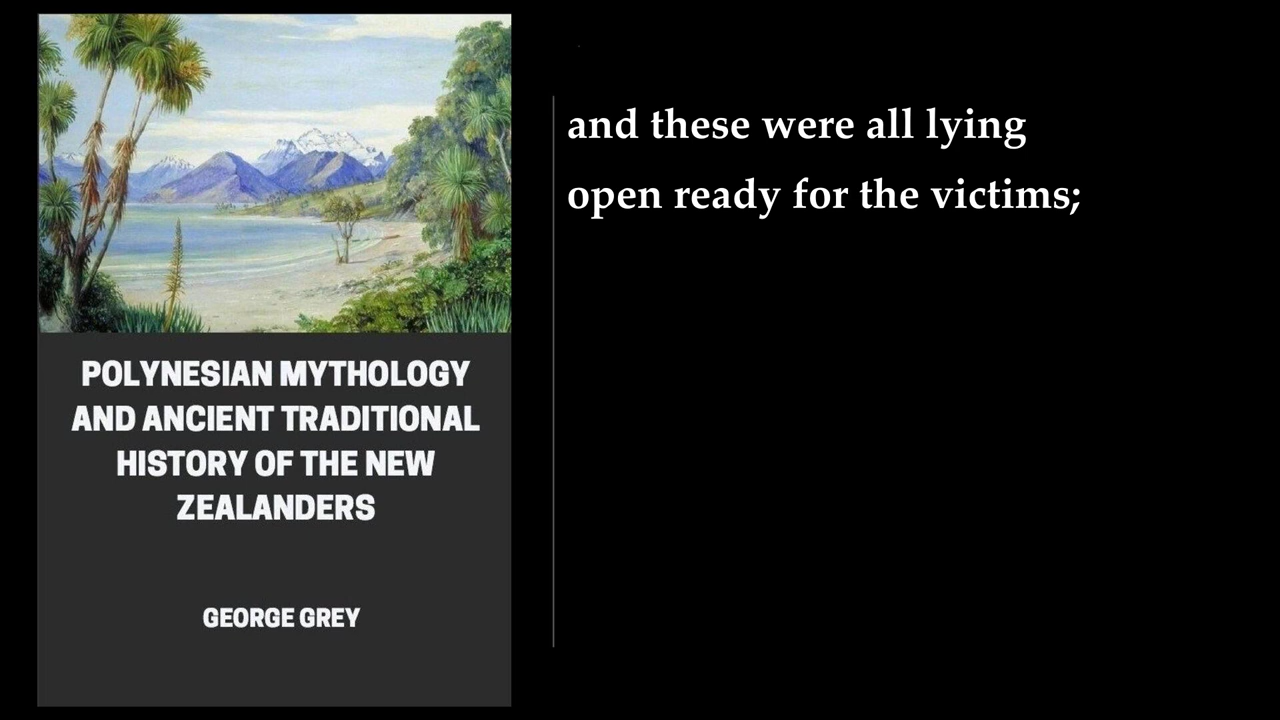 POLYNESIAN MYTHOLOGY
AND ANCIENT TRADITIONAL
HISTORY OF THE NEW
ZEALANDERS
GEORGE GREY
and these were all lying
open ready for the victims;